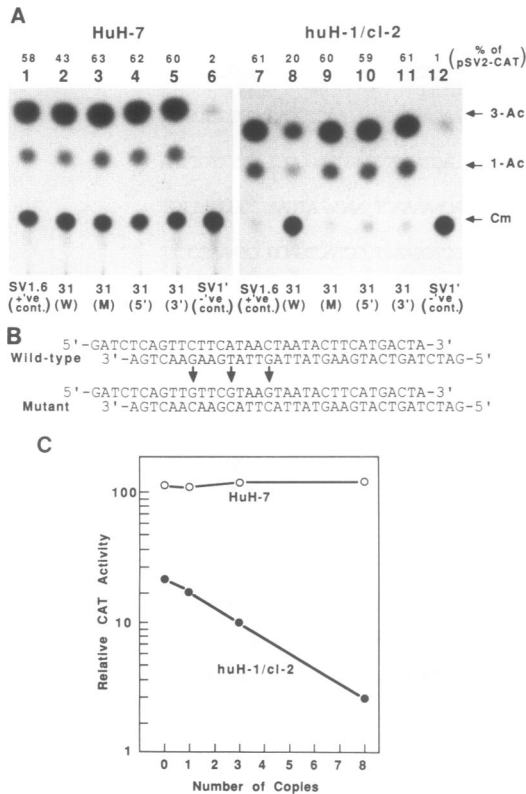 A
HuH-7 huH-1/cl-2
58 43 63 62 60 2 61 20 60 59 61 1 (% of pSV2-CAT)
1 2 3 4 5 6 7 8 9 10 11 12
3-Ac
1-Ac
Cm
SV1.6 31 31 31 31 SV1' SV1.6 31 31 31 31 SV1'
(+'ve cont.) (W) (M) (5') (3') (-'ve cont.) (+'ve cont.) (W) (M) (5') (3') (-'ve cont.)
B
5'-GATCTCAGTTCTTCATAACTAATACTTCATGACTA-3'
Wild-type 3'-AGTCAAGAAGTATTGATTATGAAGTACTGATCTAG-5'
5'-GATCTCAGTTGTTCGTAAGTAATACTTCATGACTA-3'
Mutant 3'-AGTCAACAAGCATTCATTATGAAGTACTGATCTAG-5'
C
Relative CAT Activity
100
10
1
HuH-7
huH-1/cl-2
0 1 2 3 4 5 6 7 8
Number of Copies